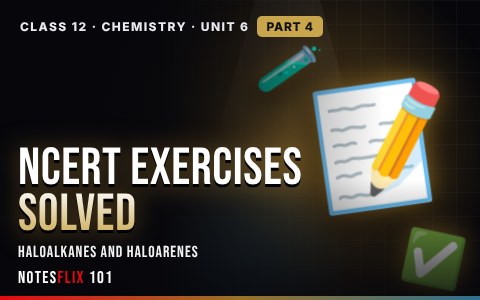 CLASS 12 · CHEMISTRY · UNIT 6 PART 4
NCERT EXERCISES
SOLVED
HALOALKANES AND HALOARENES
NOTESFLIX 101